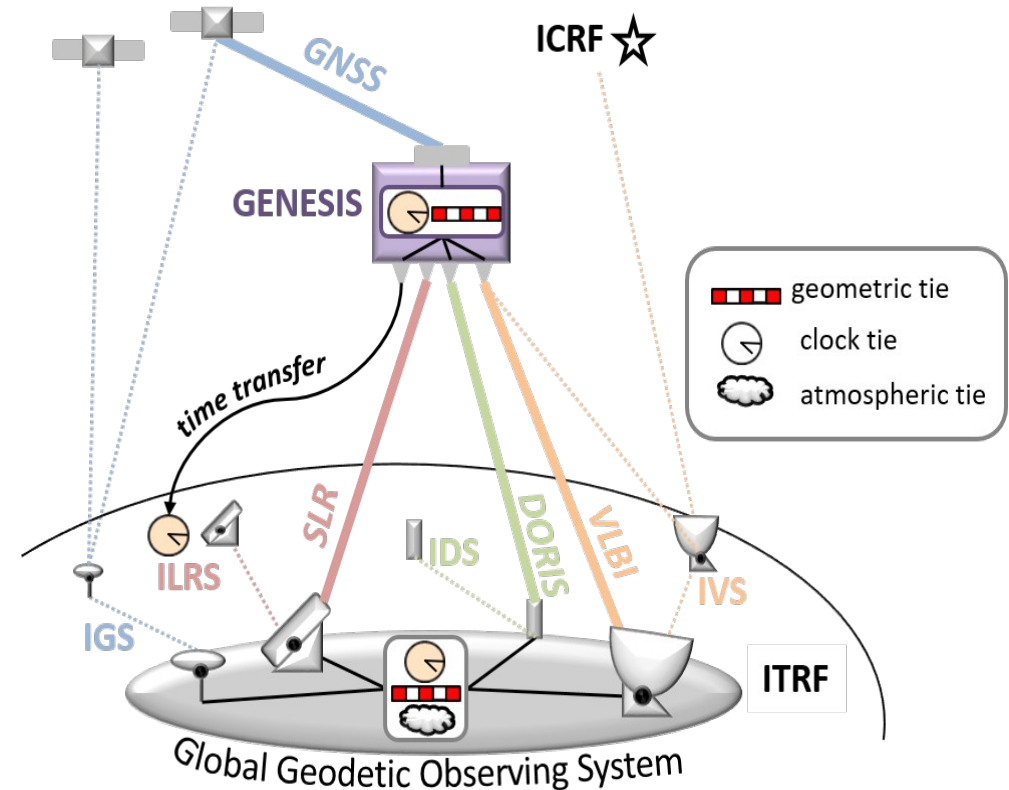 GNSS
ICRF
GENESIS
geometric tie
clock tie
atmospheric tie
time transfer
SLR
DORIS
VLBI
IDS
ILRS
IVS
IGS
ITRF
Global Geodetic Observing System